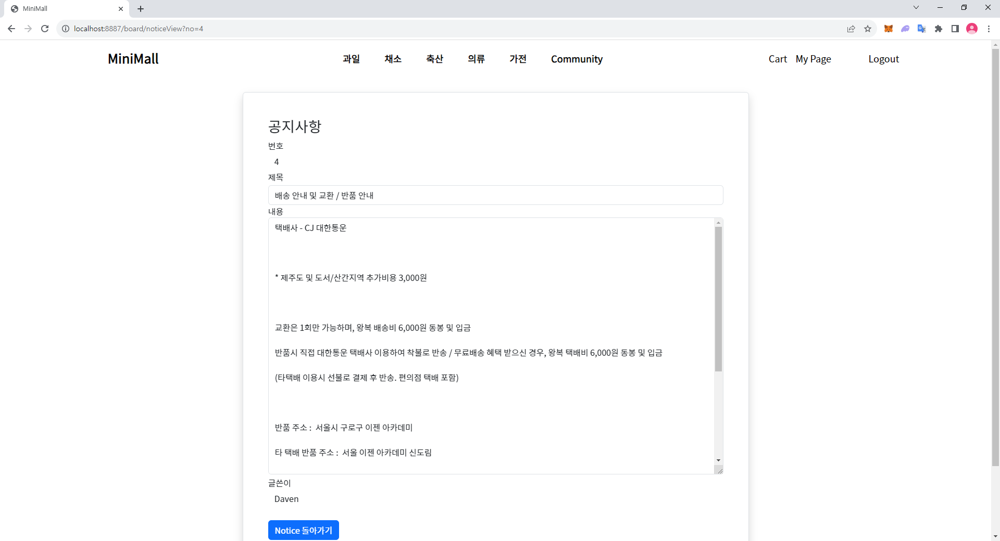 MiniMall
localhost:8887/board/noticeView?no=4
MiniMall 과일 채소 축산 의류 가전 Community Cart My Page Logout
공지사항
번호
4
제목
배송 안내 및 교환 / 반품 안내
내용
택배사 - CJ 대한통운
* 제주도 및 도서/산간지역 추가비용 3,000원
교환은 1회만 가능하며, 왕복 배송비 6,000원 동봉 및 입금
반품시 직접 대한통운 택배사 이용하여 착불로 반송 / 무료배송 혜택 받으신 경우, 왕복 택배비 6,000원 동봉 및 입금
(타택배 이용시 선불로 결제 후 반송. 편의점 택배 포함)
반품 주소 :  서울시 구로구 이젠 아카데미
타 택배 반품 주소 :  서울 이젠 아카데미 신도림
글쓴이
Daven
Notice 돌아가기